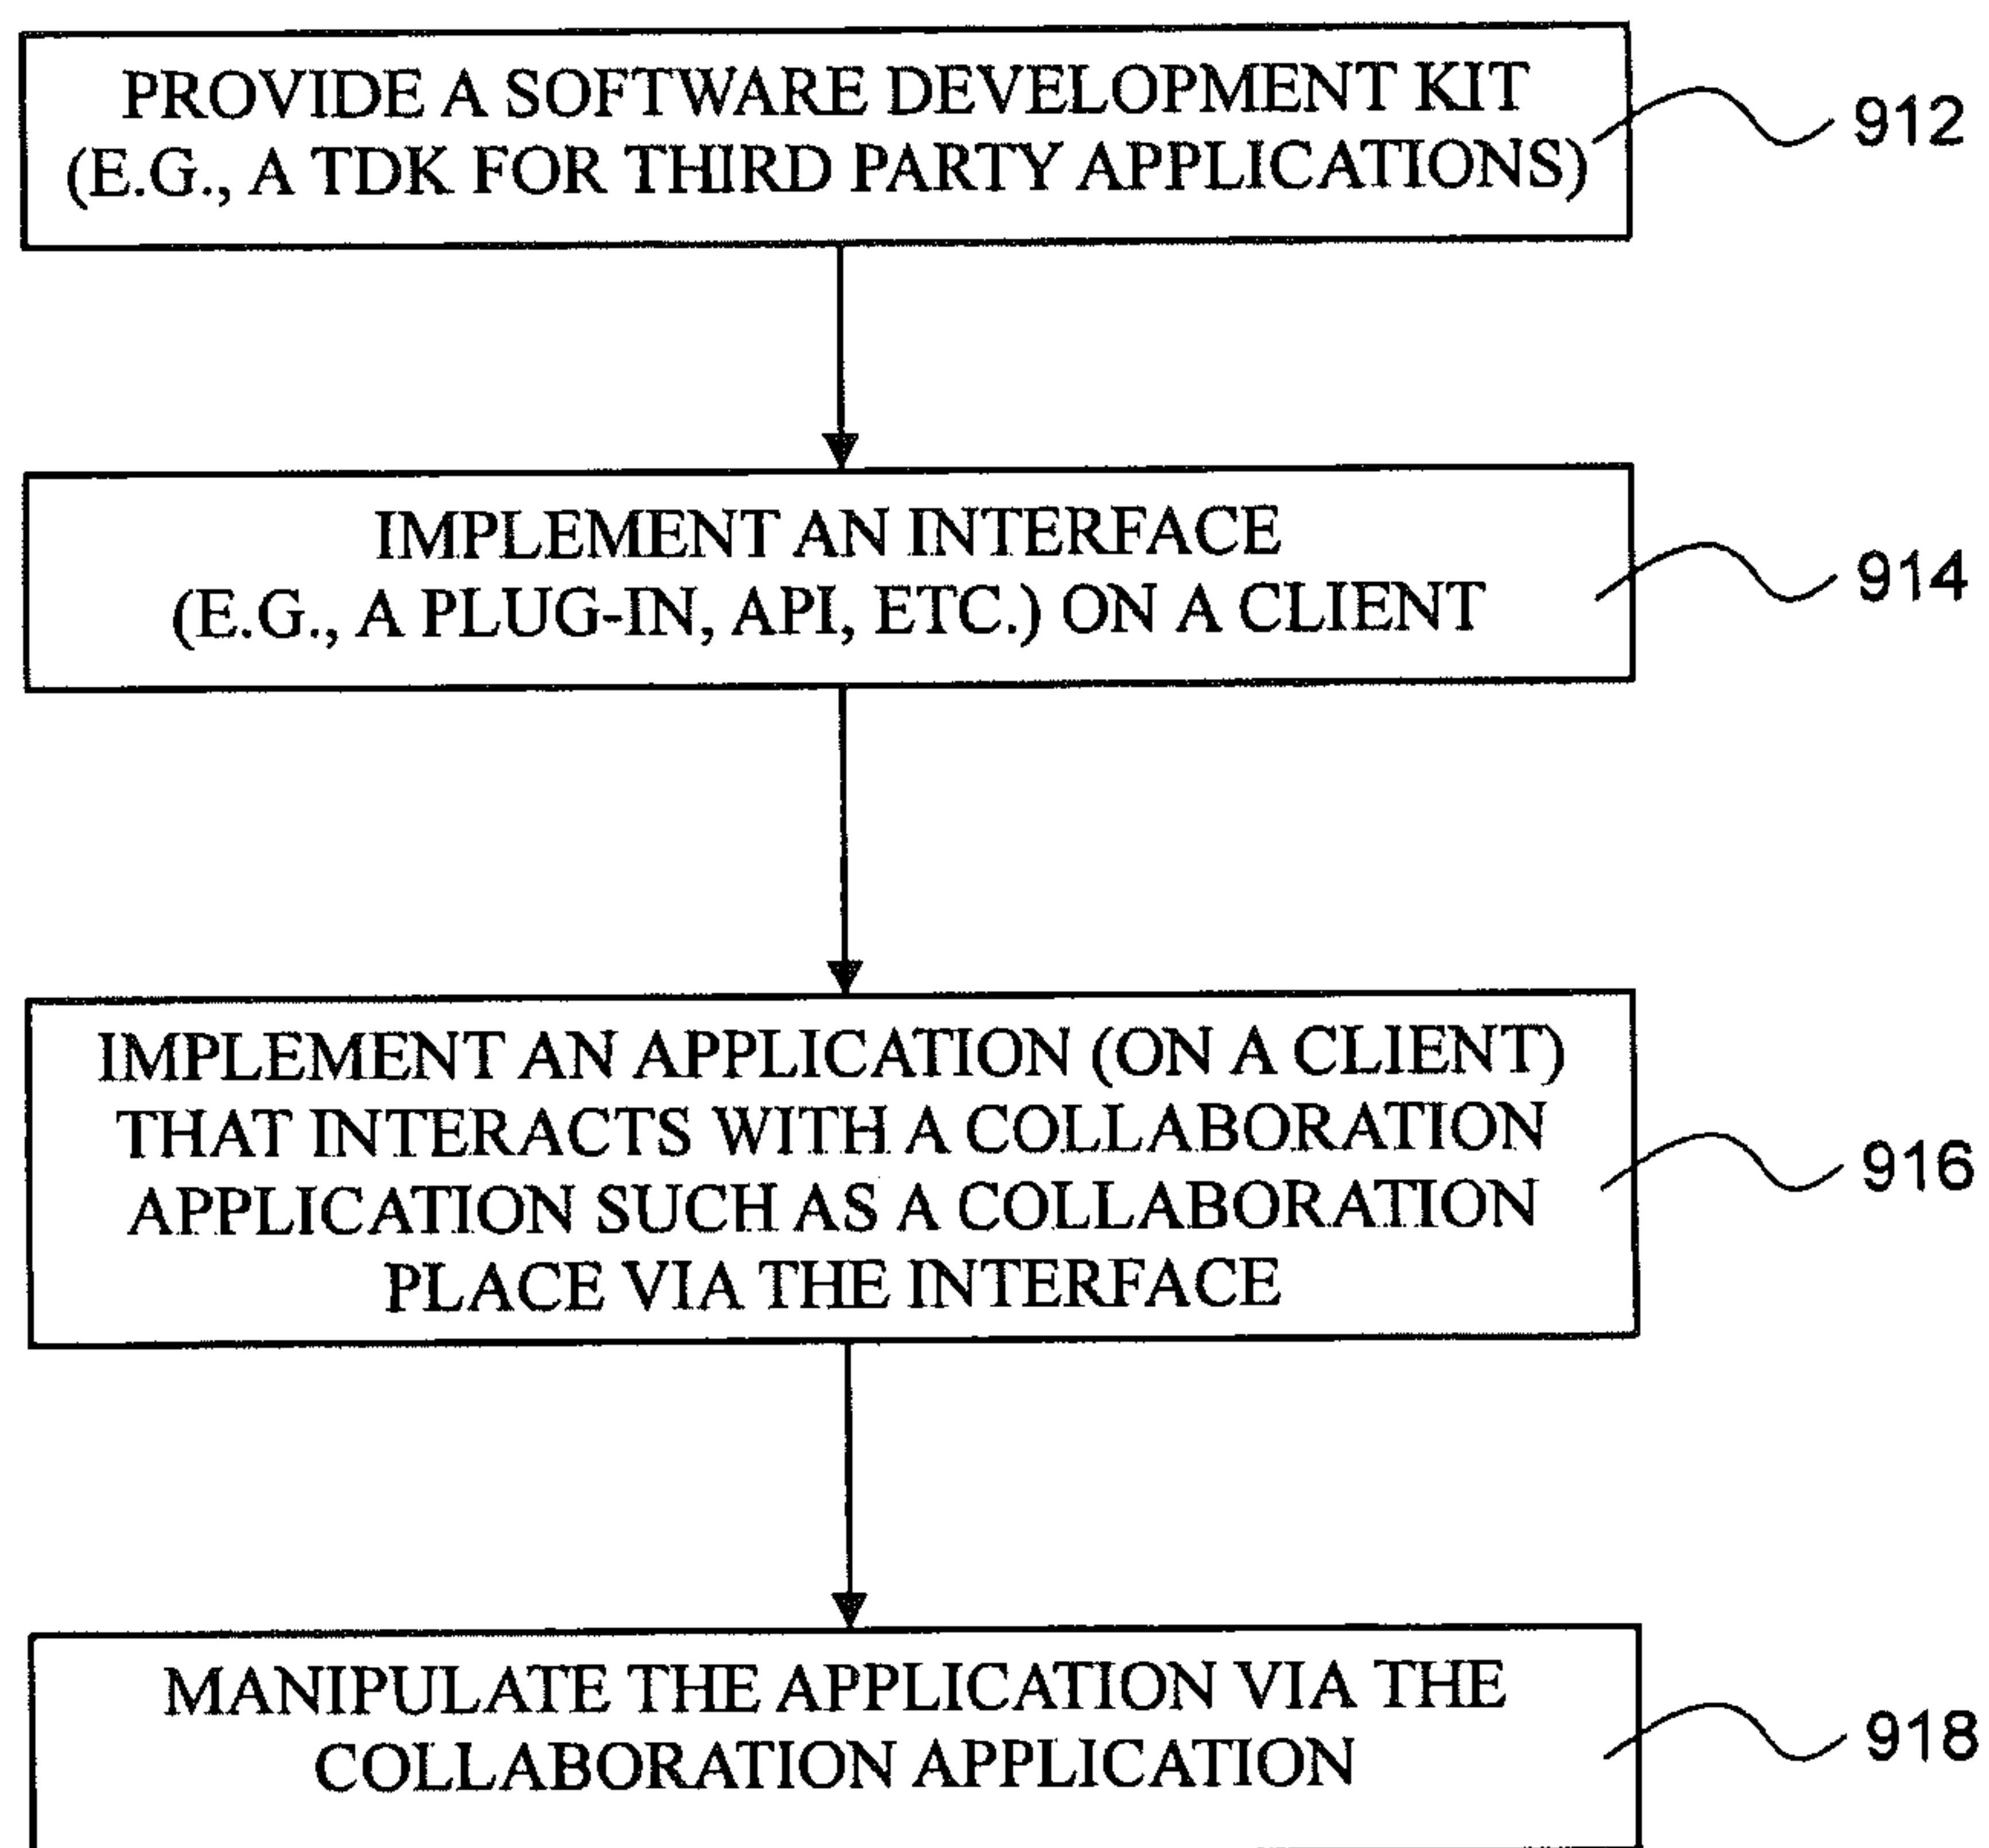 PROVIDE A SOFTWARE DEVELOPMENT KIT
(E.G., A TDK FOR THIRD PARTY APPLICATIONS)
912
IMPLEMENT AN INTERFACE
(E.G., A PLUG-IN, API, ETC.) ON A CLIENT
914
IMPLEMENT AN APPLICATION (ON A CLIENT)
THAT INTERACTS WITH A COLLABORATION
APPLICATION SUCH AS A COLLABORATION
PLACE VIA THE INTERFACE
916
MANIPULATE THE APPLICATION VIA THE
COLLABORATION APPLICATION
918